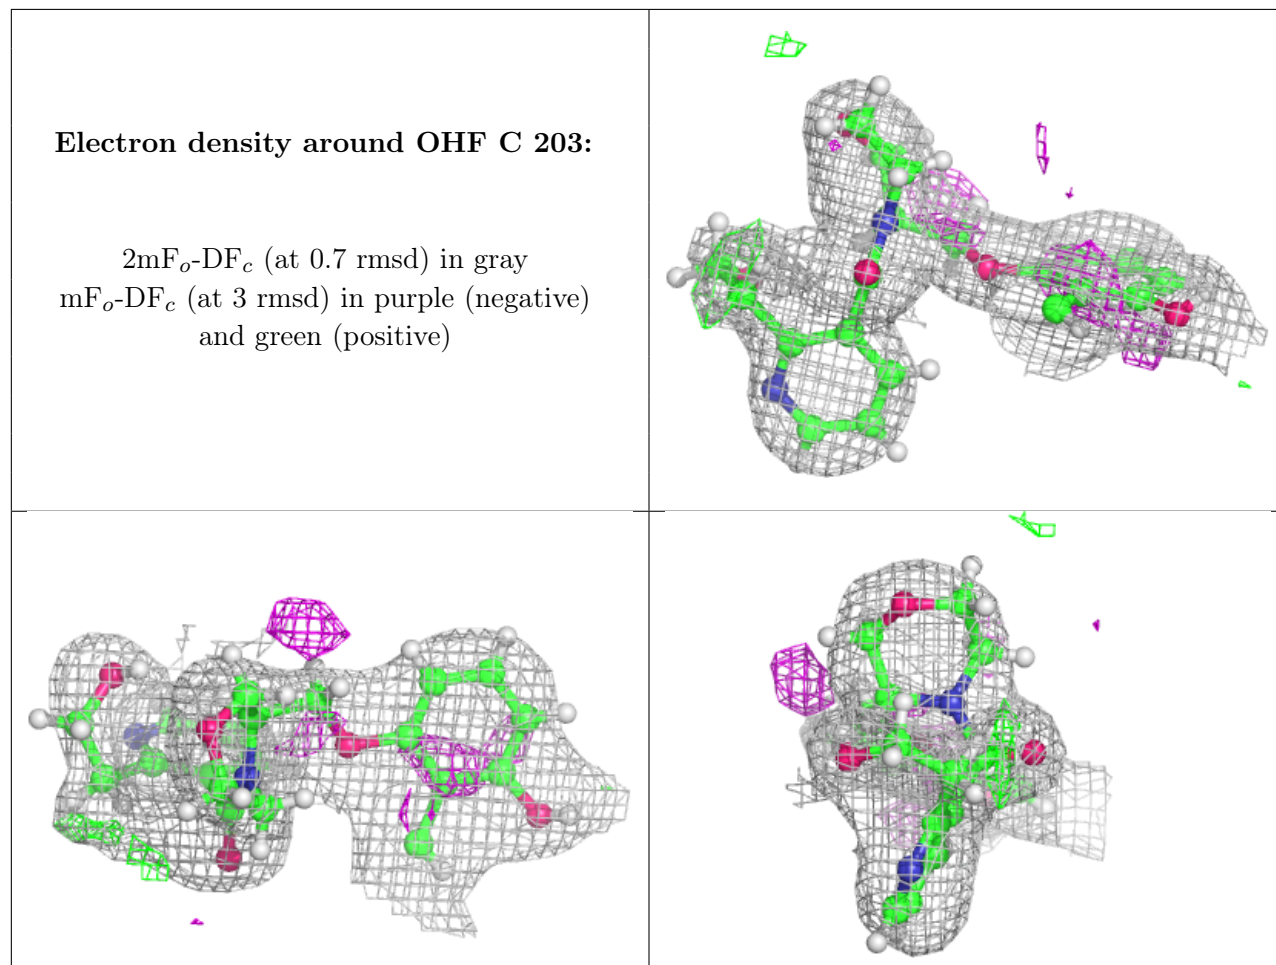 Electron density around OHF C 203:
2mFo-DFc (at 0.7 rmsd) in gray
mFo-DFc (at 3 rmsd) in purple (negative)
and green (positive)